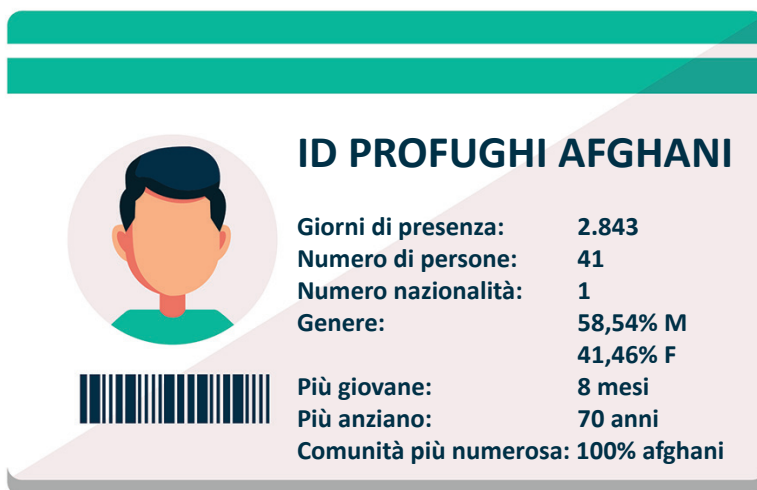 ID PROFUGHI AFGHANI
Giorni di presenza: 2.843
Numero di persone: 41
Numero nazionalità: 1
Genere: 58,54% M
41,46% F
Più giovane: 8 mesi
Più anziano: 70 anni
Comunità più numerosa: 100% afghani